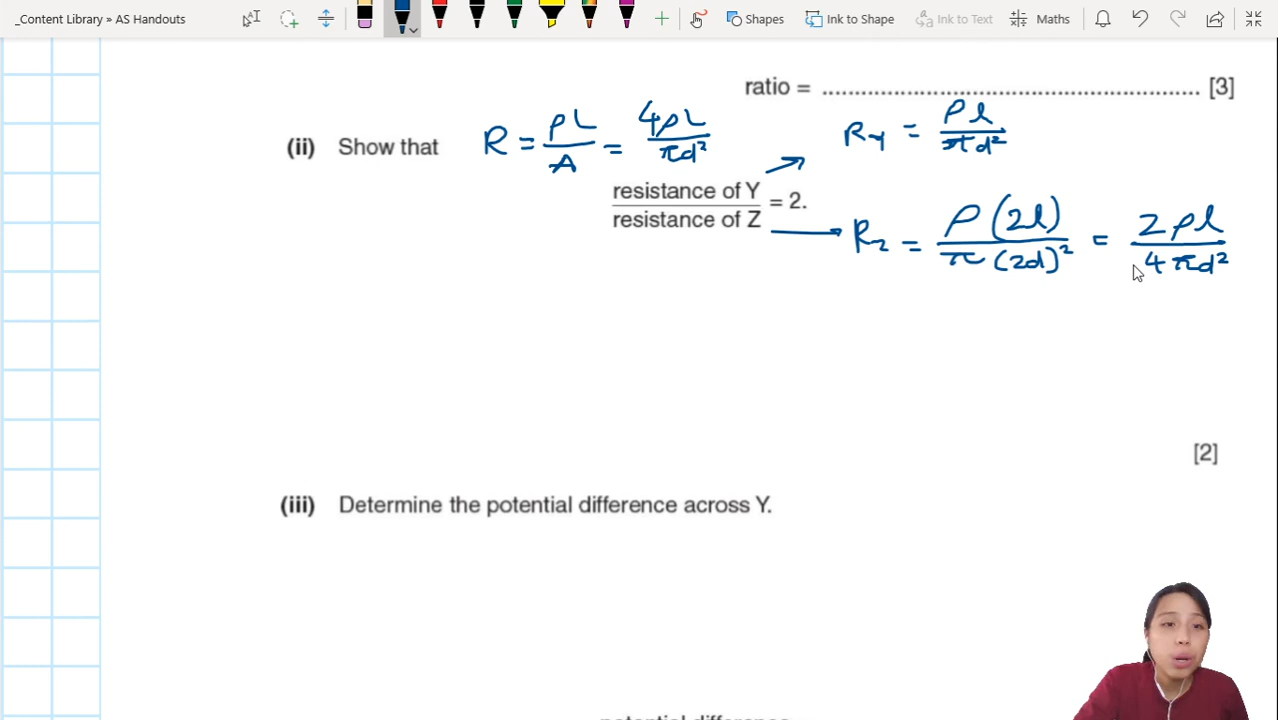 _Content Library » AS Handouts
Shapes
Ink to Shape
Ink to Text
Maths
ratio = ............................................................ [3]
(ii) Show that R = ρL/A = 4ρL/πd²
R_Y = ρl/πd²
resistance of Y/resistance of Z = 2.
R_Z = ρ(2l)/π(2d)² = 2ρl/4πd²
[2]
(iii) Determine the potential difference across Y.
potential difference